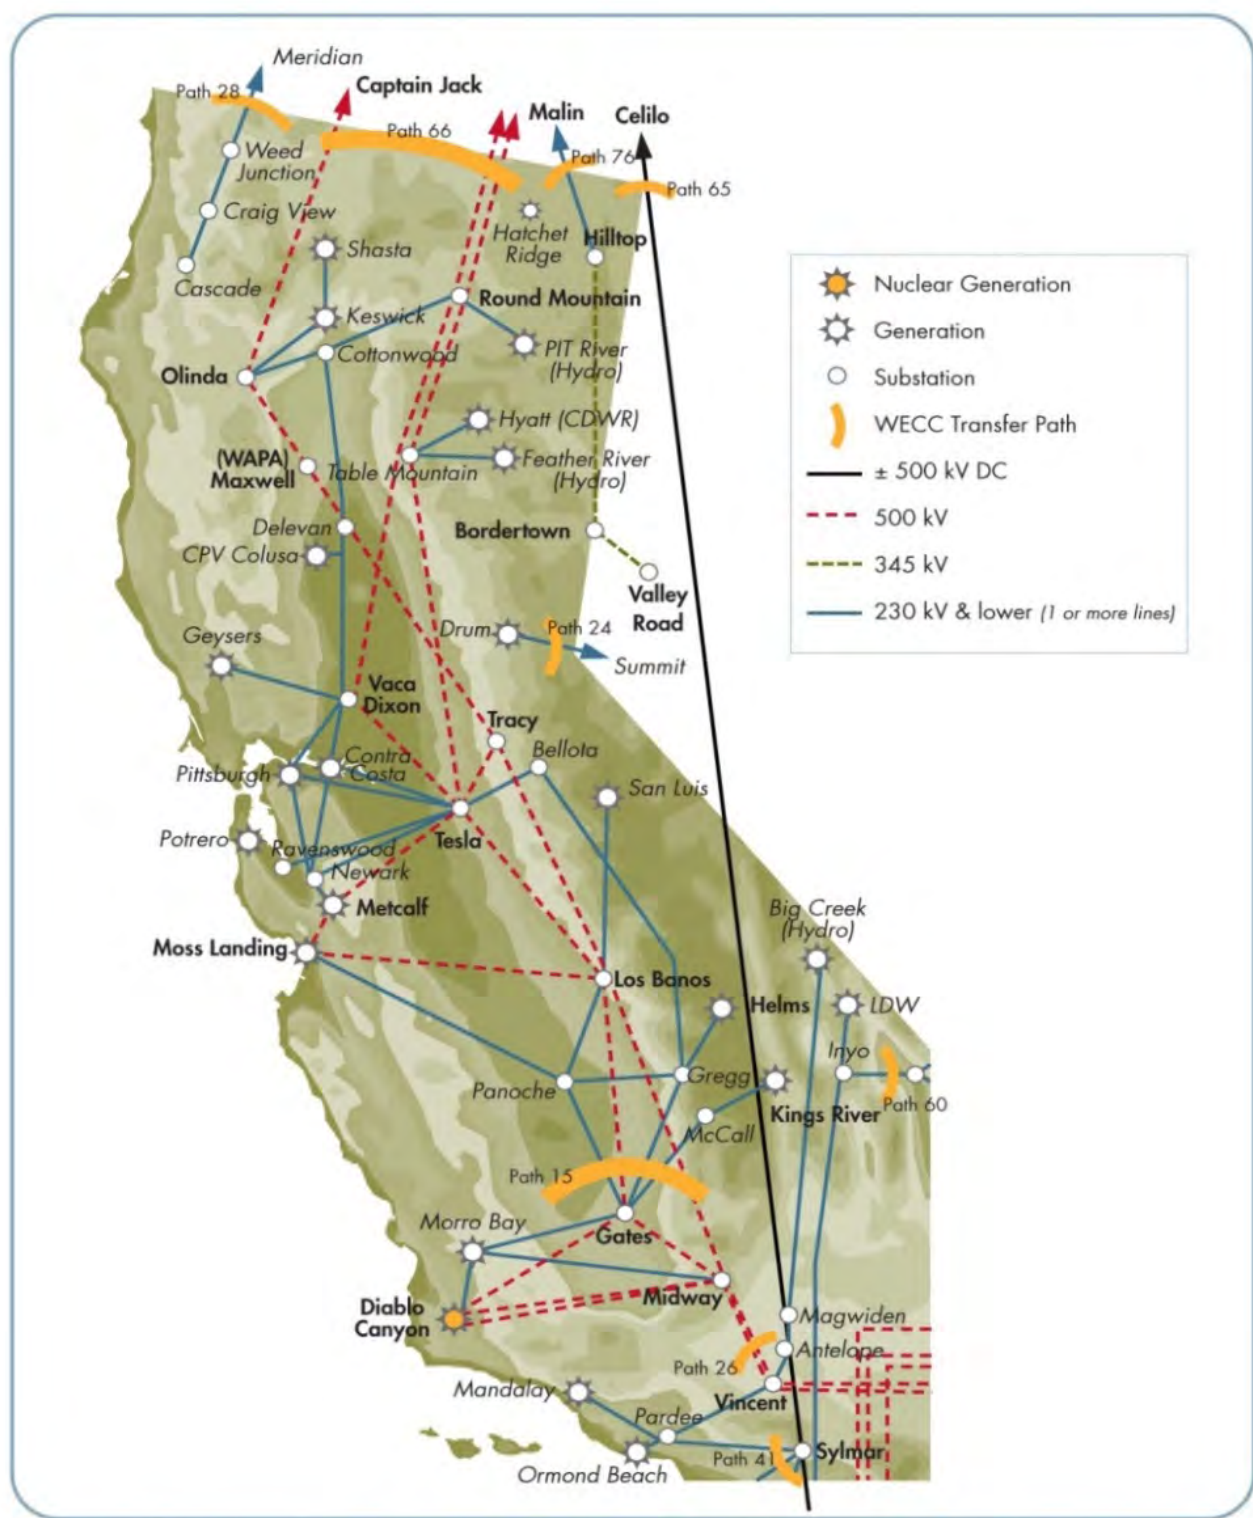 Meridian
Path 28
Captain Jack
Path 66
Malin
Celilo
Path 76
Path 65
Weed
Junction
Craig View
Hatchet
Ridge
Hilltop
Shasta
Cascade
Round Mountain
Keswick
Cottonwood
PIT River
(Hydro)
Olinda
Hyatt (CDWR)
(WAPA)
Maxwell
Table Mountain
Feather River
(Hydro)
Delevan
Bordertown
CPV Colusa
Valley
Road
Geysers
Drum
Path 24
Summit
Vaca
Dixon
Tracy
Bellota
Contra
Costa
Pittsburgh
San Luis
Potrero
Ravenswood
Tesla
Newark
Metcalf
Big Creek
(Hydro)
Moss Landing
Los Banos
Helms
LDW
Inyo
Panoche
Gregg
Kings River
Path 60
McCall
Path 15
Morro Bay
Gates
Midway
Diablo
Canyon
Magwiden
Antelope
Path 26
Mandalay
Vincent
Pardee
Path 41
Sylmar
Ormond Beach
Nuclear Generation
Generation
Substation
WECC Transfer Path
± 500 kV DC
500 kV
345 kV
230 kV & lower (1 or more lines)